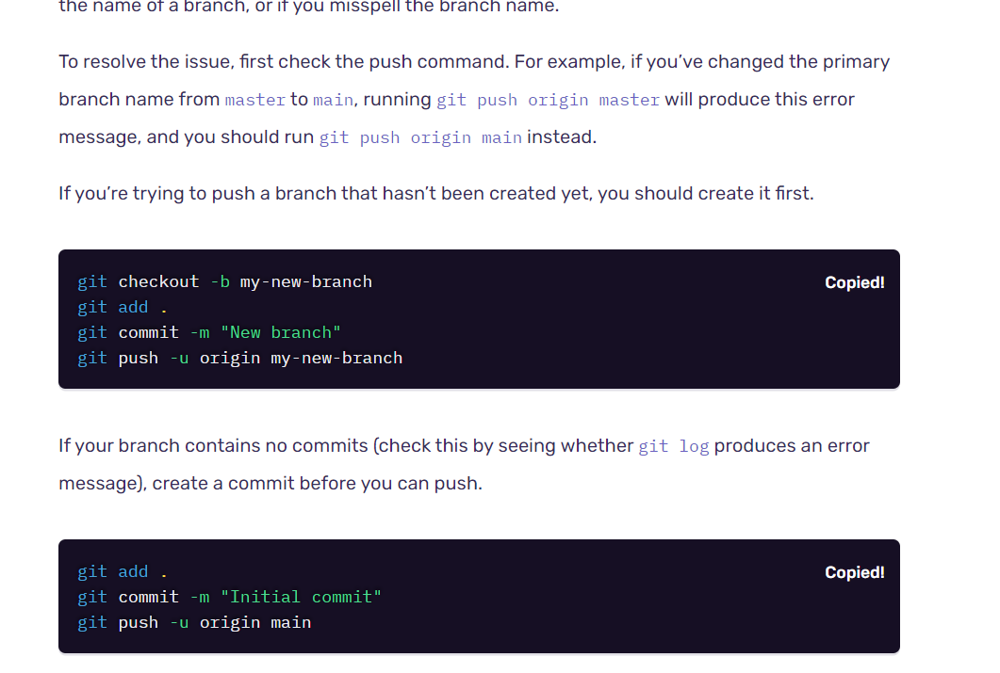 the name of a branch, or if you misspell the branch name.
To resolve the issue, first check the push command. For example, if you’ve changed the primary
branch name from master to main, running git push origin master will produce this error
message, and you should run git push origin main instead.
If you’re trying to push a branch that hasn’t been created yet, you should create it first.
git checkout -b my-new-branch
Copied!
git add .
git commit -m "New branch"
git push -u origin my-new-branch
If your branch contains no commits (check this by seeing whether git log produces an error
message), create a commit before you can push.
git add .
Copied!
git commit -m "Initial commit"
git push -u origin main